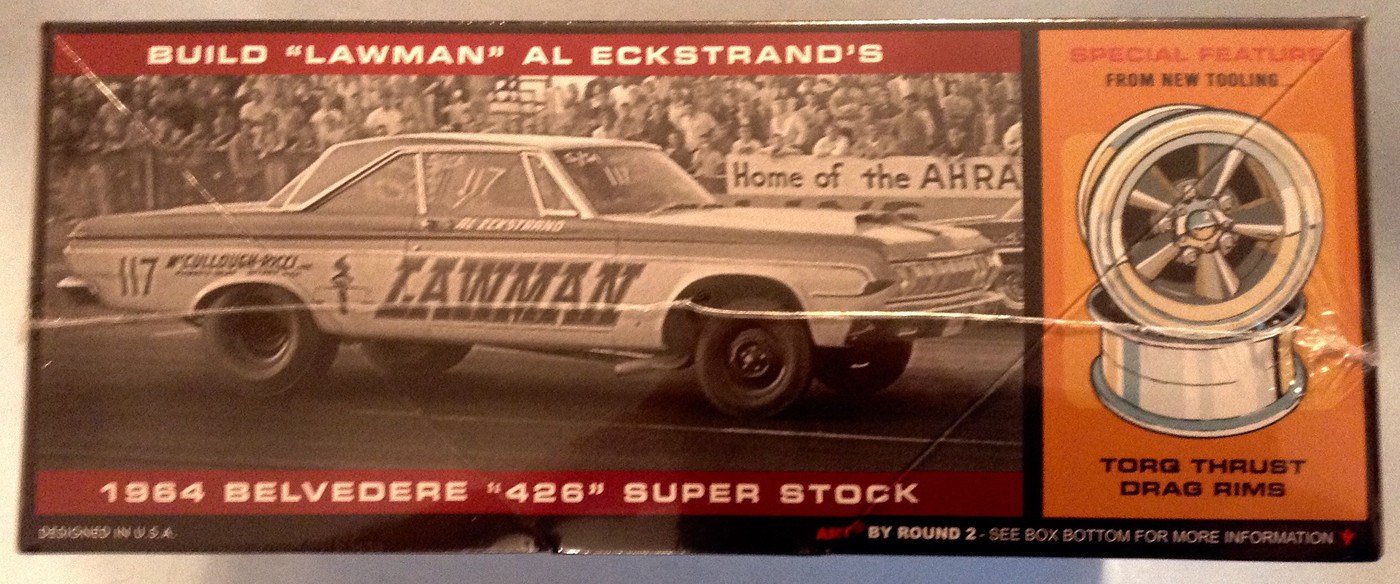 BUILD "LAWMAN" AL ECKSTRAND'S
SPECIAL FEATURE
FROM NEW TOOLING
117
Home of the AHRA
AL ECKSTRAND
117
McCULLOUGH-RICCI
LAWMAN
TORQ THRUST
DRAG RIMS
1964 BELVEDERE "426" SUPER STOCK
DESIGNED IN U.S.A.
AMT® BY ROUND 2 - SEE BOX BOTTOM FOR MORE INFORMATION